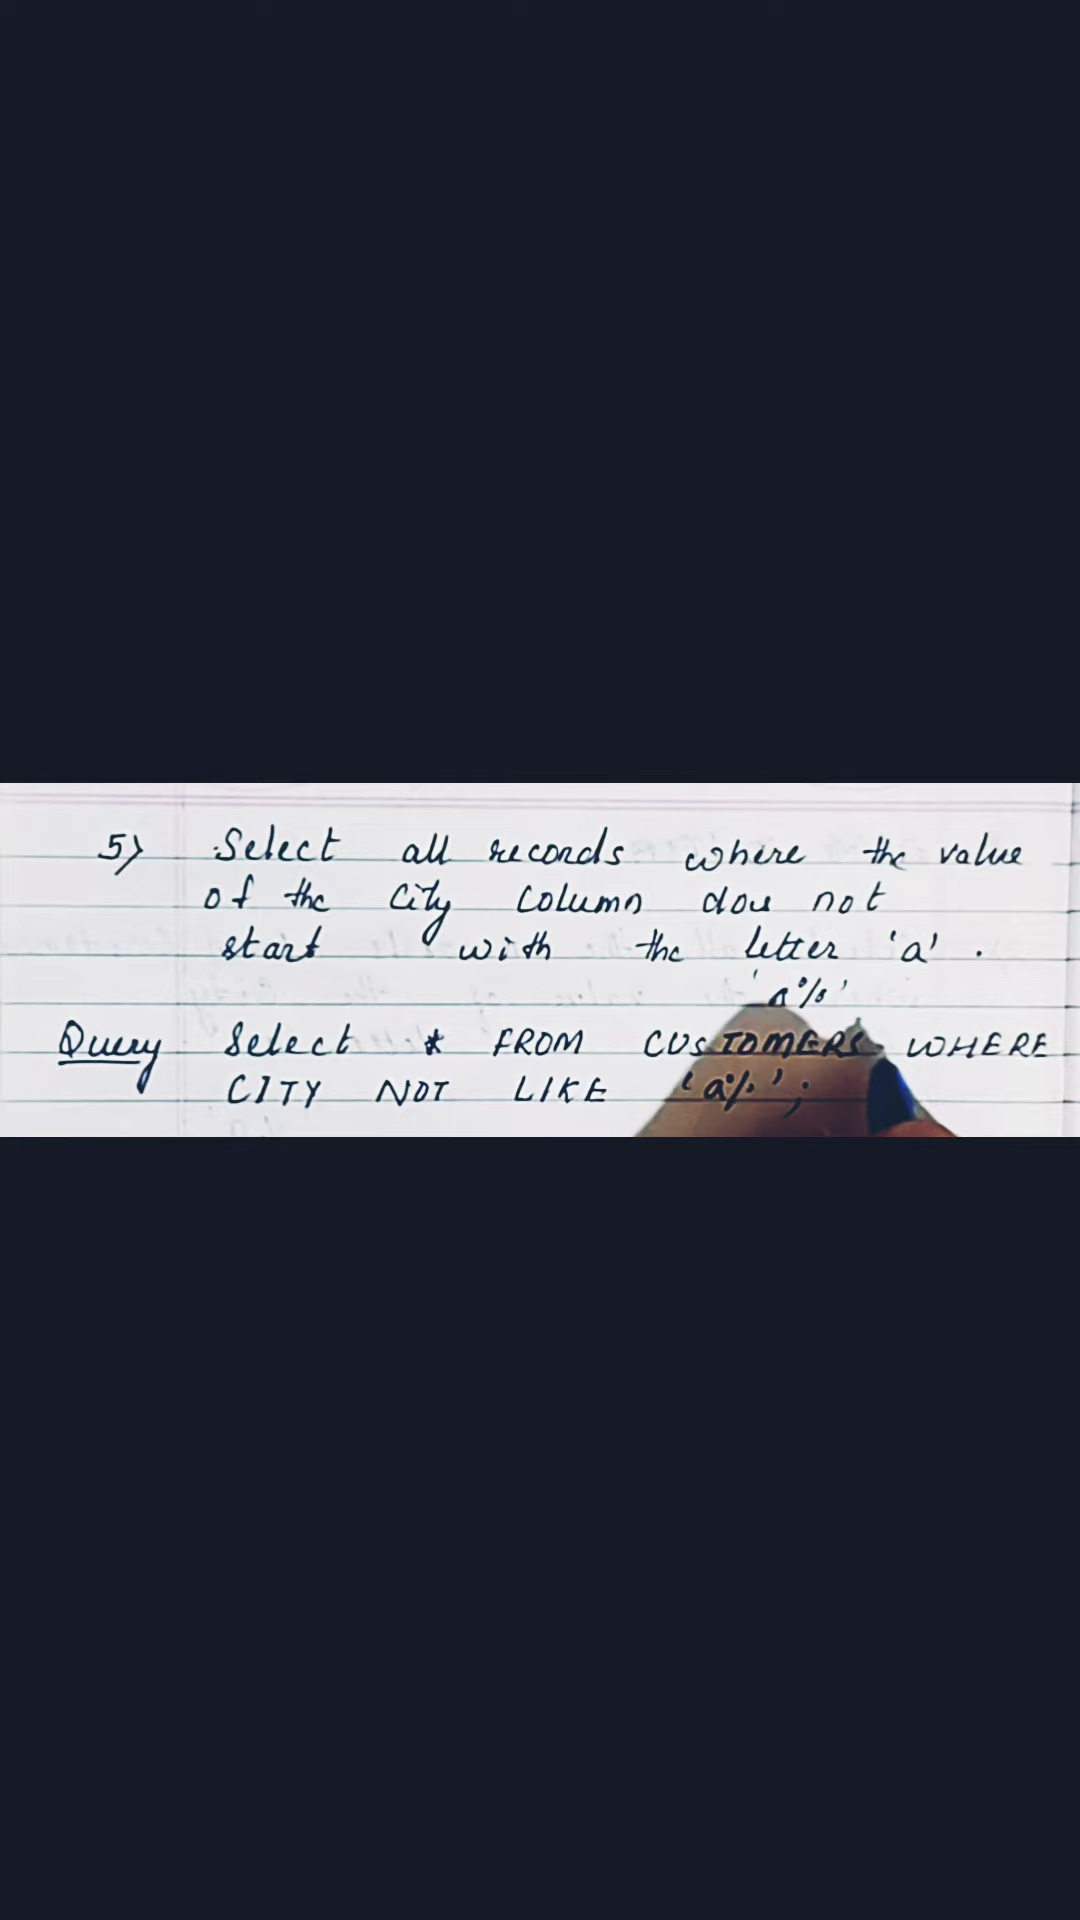 5) Select all records where the value
of the City Column does not
start with the letter 'a' .
'a%'
Query Select * FROM CUSTOMERS WHERE
CITY NOT LIKE 'a%';